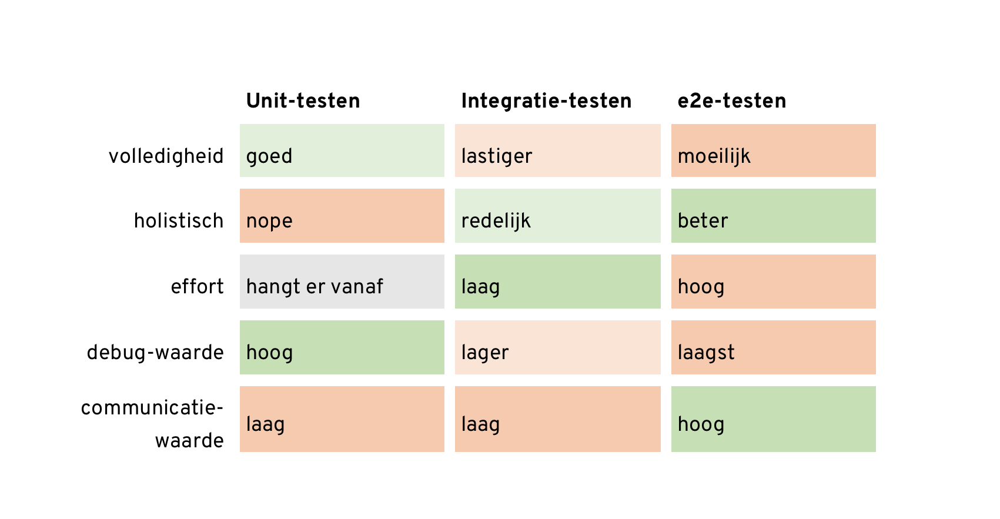 Unit-testen Integratie-testen e2e-testen
volledigheid goed lastiger moeilijk
holistisch nope redelijk beter
effort hangt er vanaf laag hoog
debug-waarde hoog lager laagst
communicatie-
waarde laag laag hoog